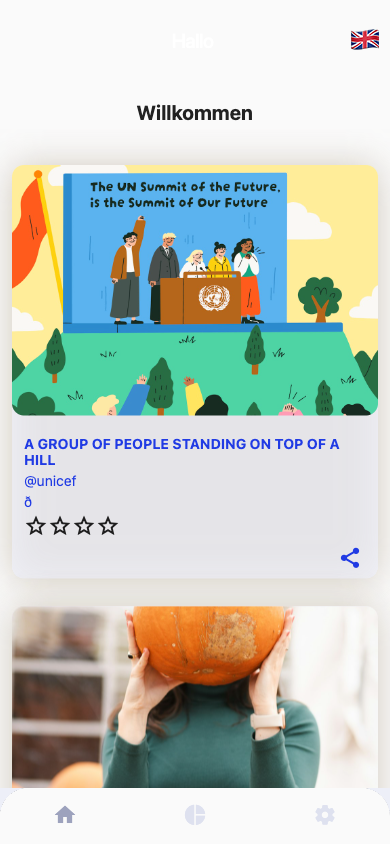 Hallo
Willkommen
The UN Summit of the Future,
is the Summit of Our Future
A GROUP OF PEOPLE STANDING ON TOP OF A
HILL
@unicef
ð